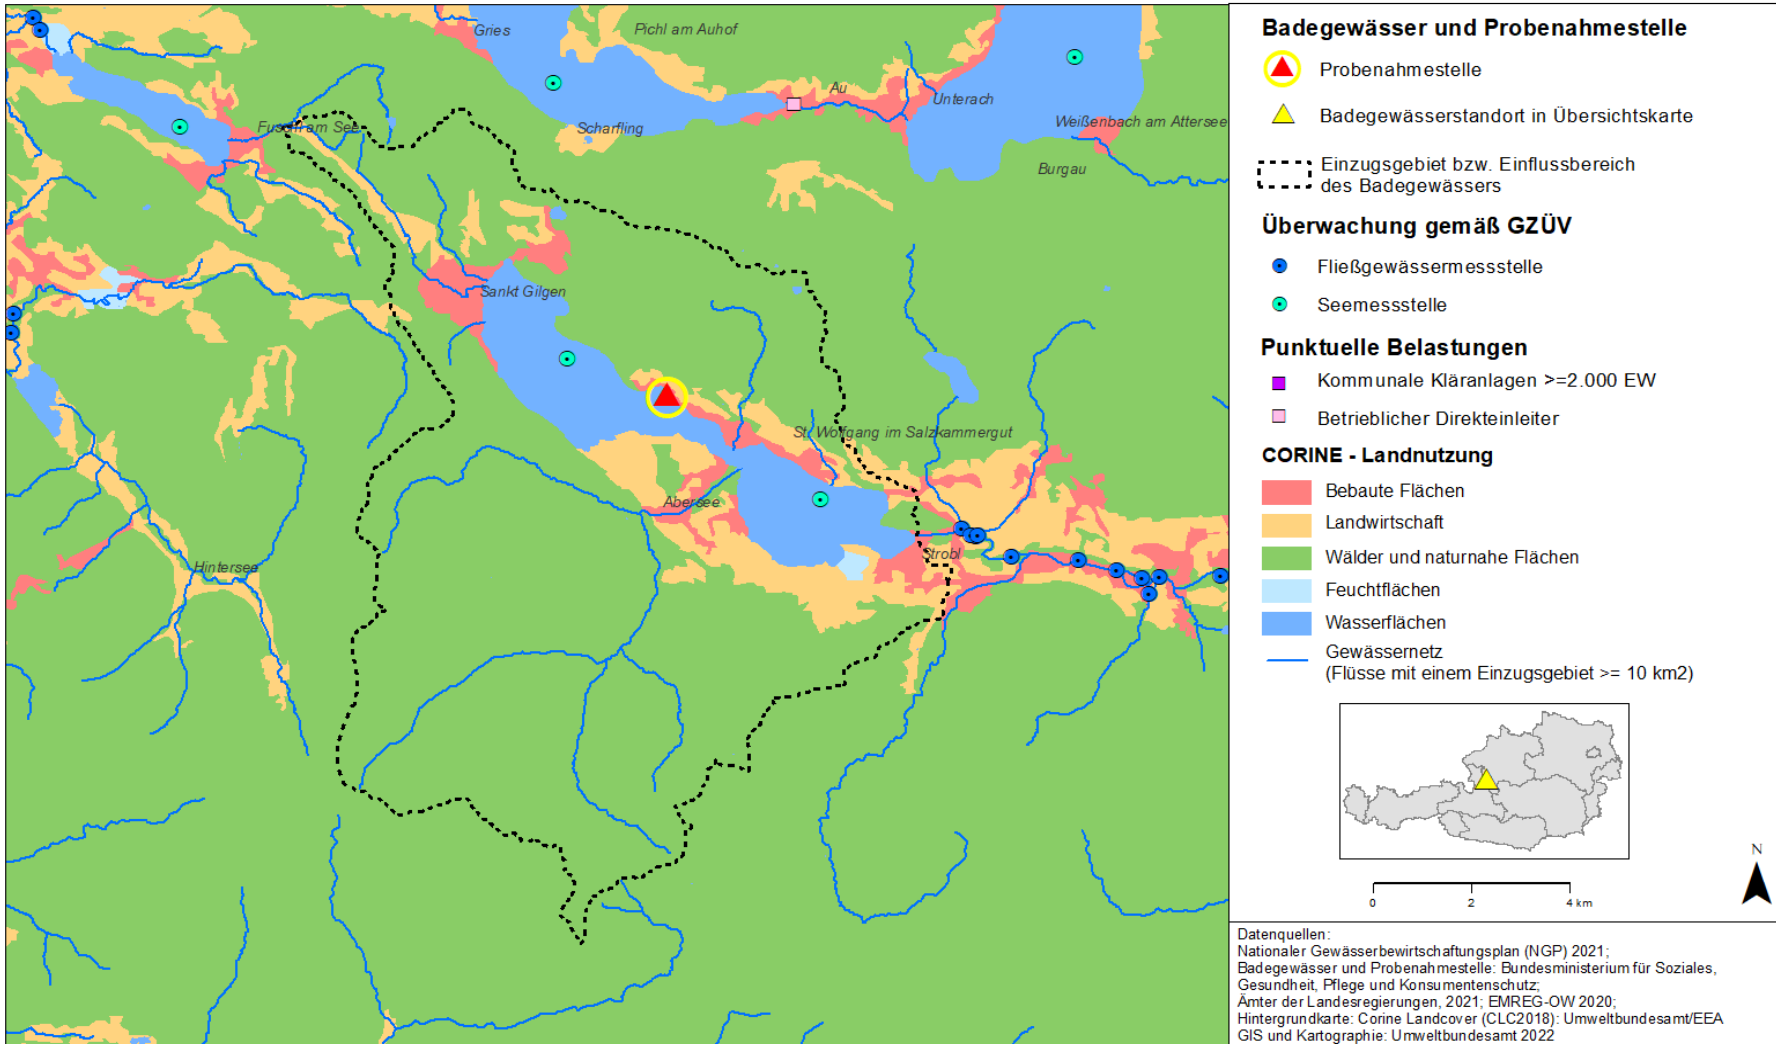 Gries
Pichl am Auhof
Au
Unterach
Fuschl am See
Scharfling
Weißenbach am Attersee
Burgau
Sankt Gilgen
St. Wolfgang im Salzkammergut
Abersee
Strobl
Hintersee
Badegewässer und Probenahmestelle
Probenahmestelle
Badegewässerstandort in Übersichtskarte
Einzugsgebiet bzw. Einflussbereich
des Badegewässers
Überwachung gemäß GZÜV
Fließgewässermessstelle
Seemessstelle
Punktuelle Belastungen
Kommunale Kläranlagen >=2.000 EW
Betrieblicher Direkteinleiter
CORINE - Landnutzung
Bebaute Flächen
Landwirtschaft
Wälder und naturnahe Flächen
Feuchtflächen
Wasserflächen
Gewässernetz
(Flüsse mit einem Einzugsgebiet >= 10 km2)
N
0 2 4 km
Datenquellen:
Nationaler Gewässerbewirtschaftungsplan (NGP) 2021;
Badegewässer und Probenahmestelle: Bundesministerium für Soziales,
Gesundheit, Pflege und Konsumentenschutz;
Ämter der Landesregierungen, 2021; EMREG-OW 2020;
Hintergrundkarte: Corine Landcover (CLC2018): Umweltbundesamt/EEA
GIS und Kartographie: Umweltbundesamt 2022